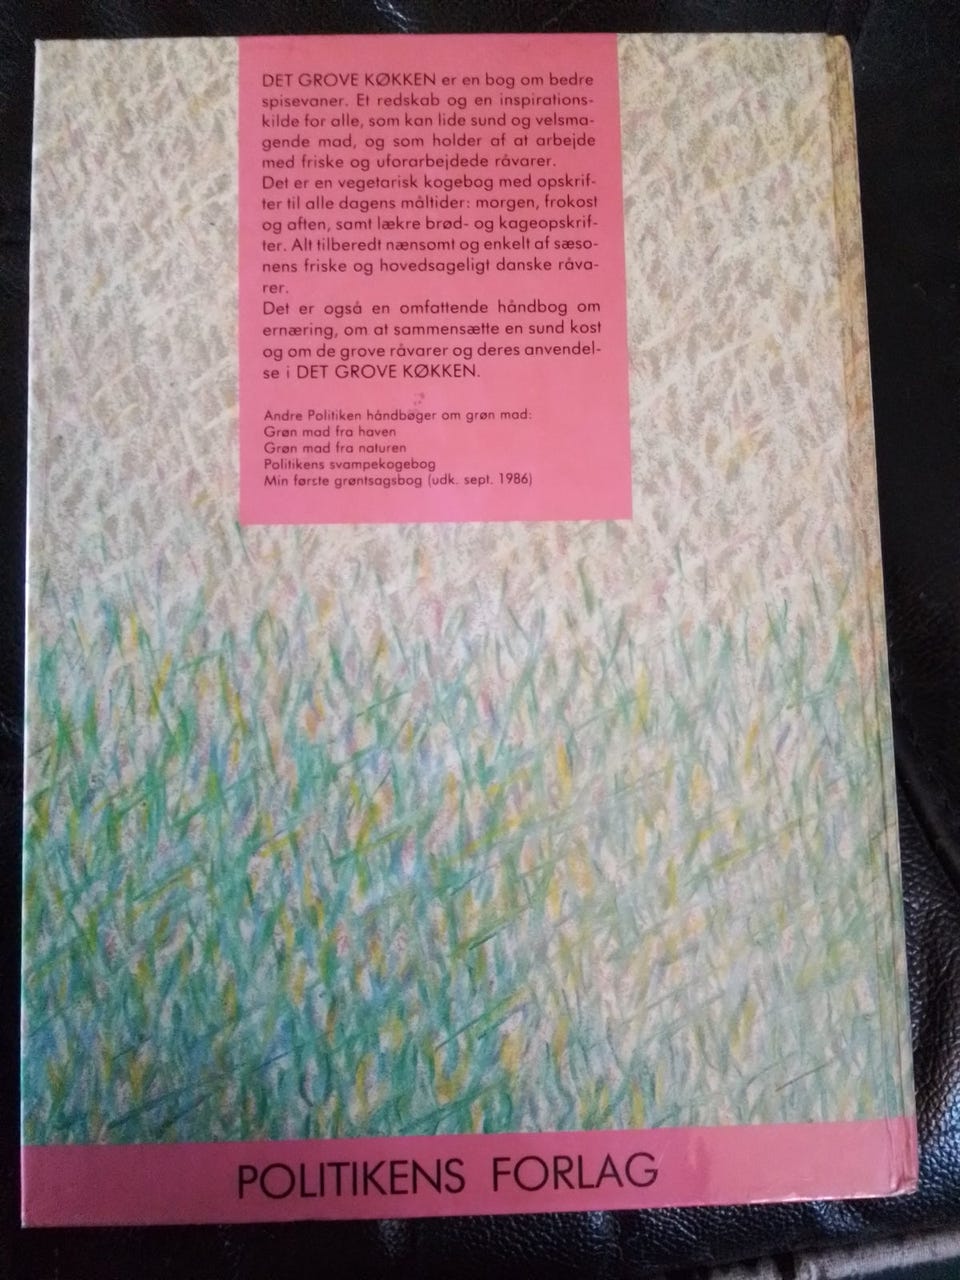 DET GROVE KØKKEN er en bog om bedre
spisevaner. Et redskab og en inspirations-
kilde for alle, som kan lide sund og velsma-
gende mad, og som holder af at arbejde
med friske og uforarbejdede råvarer.
Det er en vegetarisk kogebog med opskrif-
ter til alle dagens måltider: morgen, frokost
og aften, samt lækre brød- og kageopskrif-
ter. Alt tilberedt nænsomt og enkelt af sæso-
nens friske og hovedsageligt danske råva-
rer.
Det er også en omfattende håndbog om
ernæring, om at sammensætte en sund kost
og om de grove råvarer og deres anvendel-
se i DET GROVE KØKKEN.
Andre Politiken håndbøger om grøn mad:
Grøn mad fra haven
Grøn mad fra naturen
Politikens svampekogebog
Min første grøntsagsbog (udk. sept. 1986)
POLITIKENS FORLAG